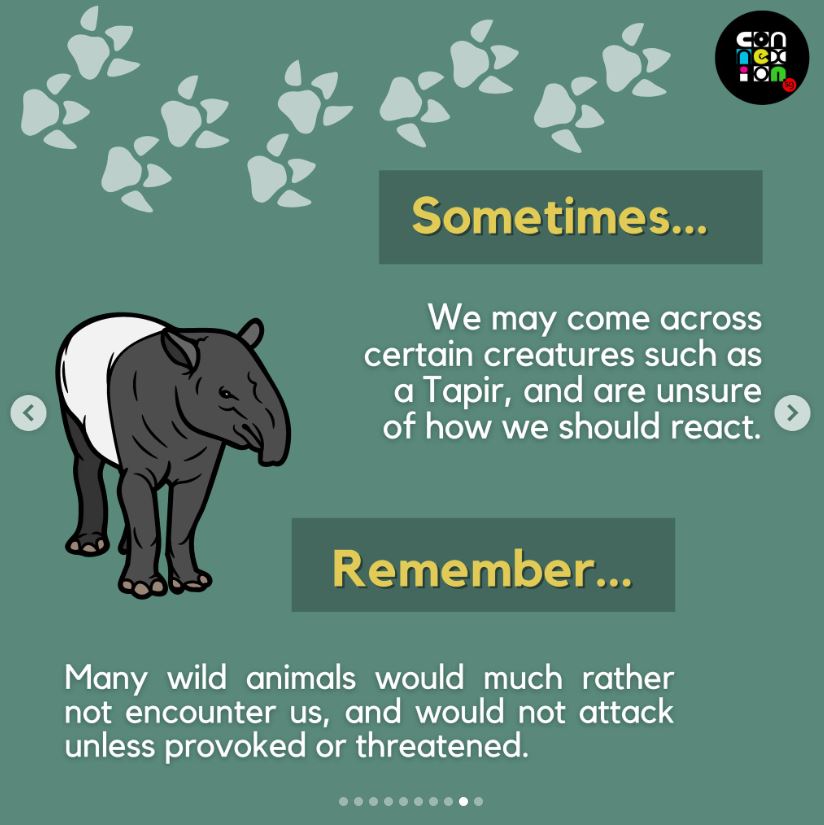 con
nex
ion
SG
Sometimes...
We may come across
certain creatures such as
a Tapir, and are unsure
of how we should react.
Remember...
Many wild animals would much rather
not encounter us, and would not attack
unless provoked or threatened.